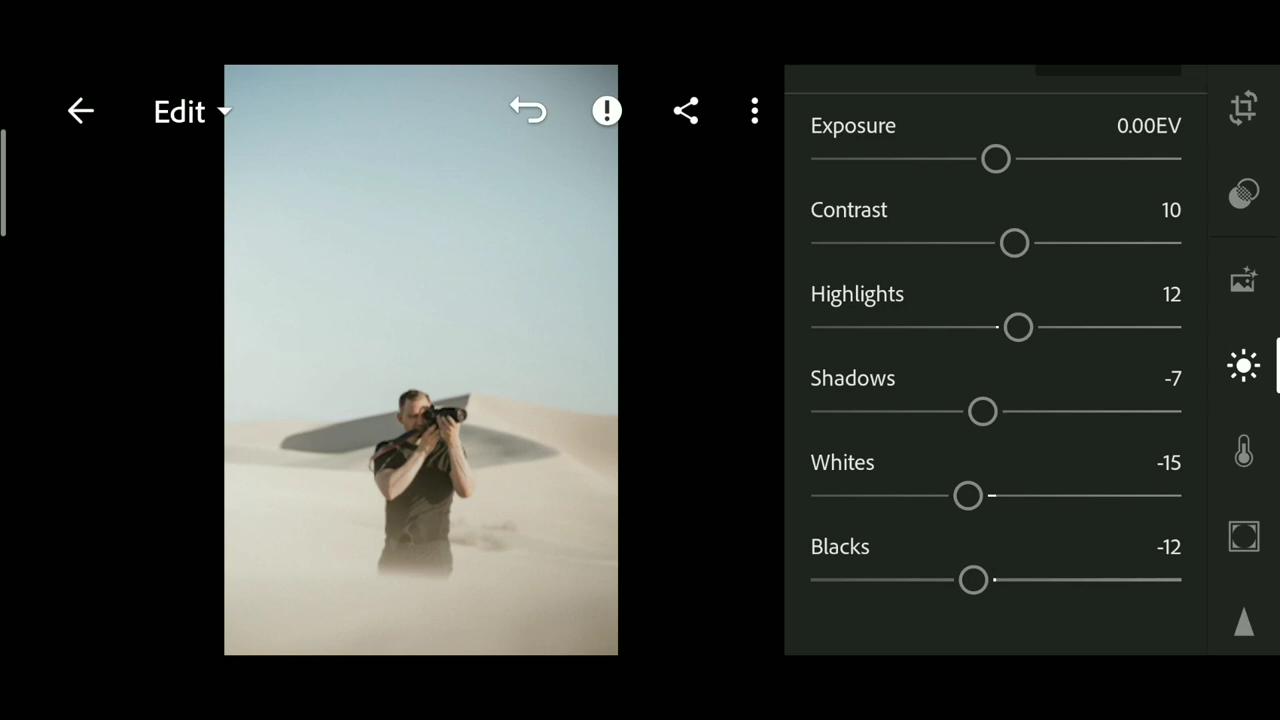 Edit
Exposure 0.00EV
Contrast 10
Highlights 12
Shadows -7
Whites -15
Blacks -12